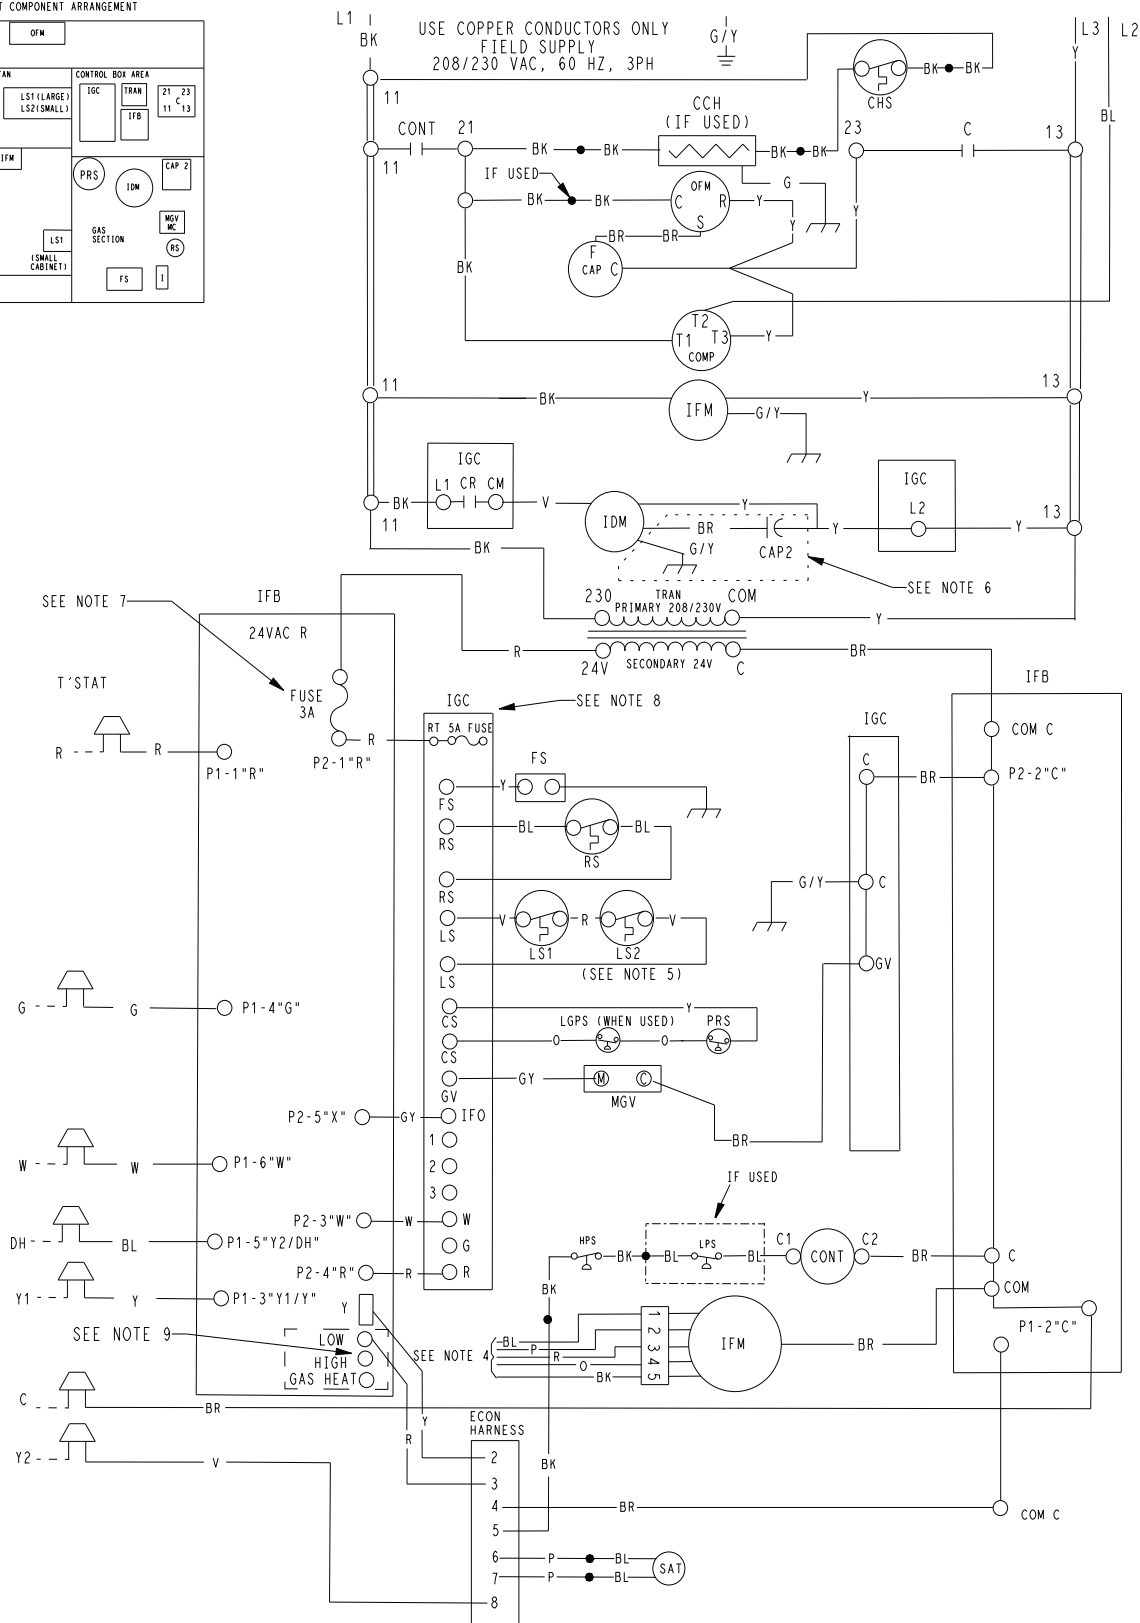 T COMPONENT ARRANGEMENT
OFM
AN
CONTROL BOX AREA
LS1(LARGE)
LS2(SMALL)
IGC
TRAN
IFB
21 23
C
11 13
IFM
PRS
IDM
CAP 2
MGV
MC
GAS
SECTION
RS
LS1
(SMALL
CABINET)
FS
I
L1
BK
USE COPPER CONDUCTORS ONLY
FIELD SUPPLY
208/230 VAC, 60 HZ, 3PH
G/Y
L3
L2
Y
BL
11
BK
BK
CHS
CCH
(IF USED)
CONT
21
23
C
13
11
BK
BK
BK
BK
IF USED
G
OFM
BK
BK
C
R
S
Y
Y
Y
BR
BR
F
CAP C
BK
T2
T1
T3
COMP
Y
11
13
BK
IFM
Y
G/Y
IGC
L1 CR CM
BK
V
11
IDM
Y
BR
G/Y
CAP2
Y
IGC
L2
Y
13
BK
SEE NOTE 6
SEE NOTE 7
IFB
24VAC R
230
TRAN
PRIMARY 208/230V
COM
Y
R
24V
SECONDARY 24V
C
BR
T'STAT
FUSE
3A
IGC
SEE NOTE 8
IFB
R
R
P1-1"R"
P2-1"R"
R
RT 5A FUSE
IGC
COM C
FS
Y
FS
C
BR
P2-2"C"
RS
BL
BL
RS
RS
G/Y
C
LS
V
R
V
LS1
LS2
(SEE NOTE 5)
LS
GV
G
G
P1-4"G"
CS
Y
LGPS (WHEN USED)
PRS
O
O
CS
GV
GY
M
C
MGV
BR
P2-5"X"
GY
IFO
1
2
3
W
W
P1-6"W"
IF USED
P2-3"W"
W
W
DH
BL
P1-5"Y2/DH"
G
HPS
BK
BL
LPS
BL
C1
CONT
C2
BR
C
P2-4"R"
R
R
BK
COM
Y1
Y
P1-3"Y1/Y"
Y
SEE NOTE 9
LOW
HIGH
GAS HEAT
SEE NOTE 4
BL
P
R
O
BK
1
2
3
4
5
IFM
BR
P1-2"C"
C
BR
Y
R
ECON
HARNESS
Y2
V
2
BK
3
4
BR
COM C
5
6
P
BL
SAT
7
P
BL
8